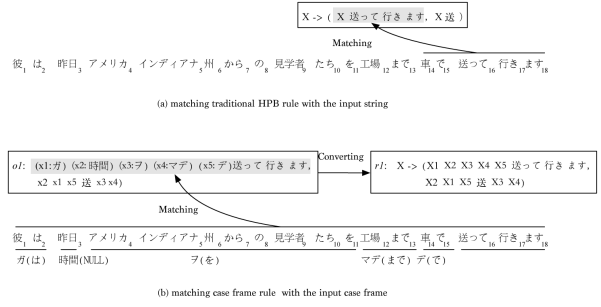 X -> ( X 送って 行き ます, X 送 )
Matching
彼1 は2 昨日3 アメリカ4 インディアナ5 州6 から7 の8 見学者9 たち10 を11 工場12 まで13 車14 で15 送って16 行き17 ます18
(a) matching traditional HPB rule with the input string
o1: (x1:ガ) (x2:時間) (x3:ヲ) (x4:マデ) (x5:デ)送って 行き ます,
x2 x1 x5 送 x3 x4)
Converting
r1: X -> (X1 X2 X3 X4 X5 送って 行き ます,
X2 X1 X5 送 X3 X4)
Matching
彼1 は2 昨日3 アメリカ4 インディアナ5 州6 から7 の8 見学者9 たち10 を11 工場12 まで13 車14 で15 送って16 行き17 ます18
ガ(は) 時間(NULL) ヲ(を) マデ(まで) デ(で)
(b) matching case frame rule with the input case frame